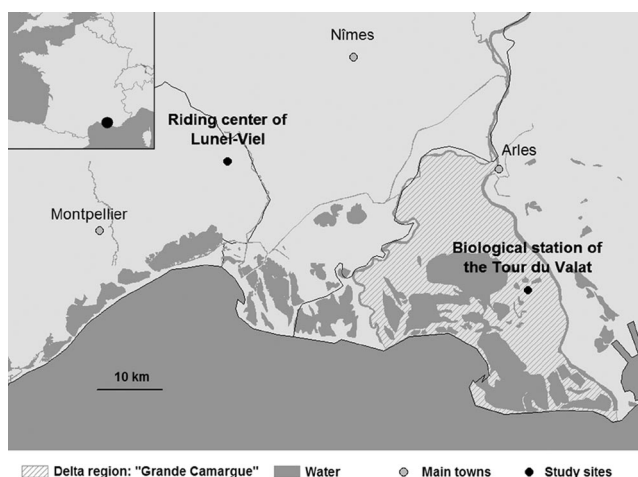 Nîmes
Riding center of
Lunel-Viel
Arles
Montpellier
Biological station of
the Tour du Valat
10 km
Delta region: "Grande Camargue"
Water
Main towns
Study sites